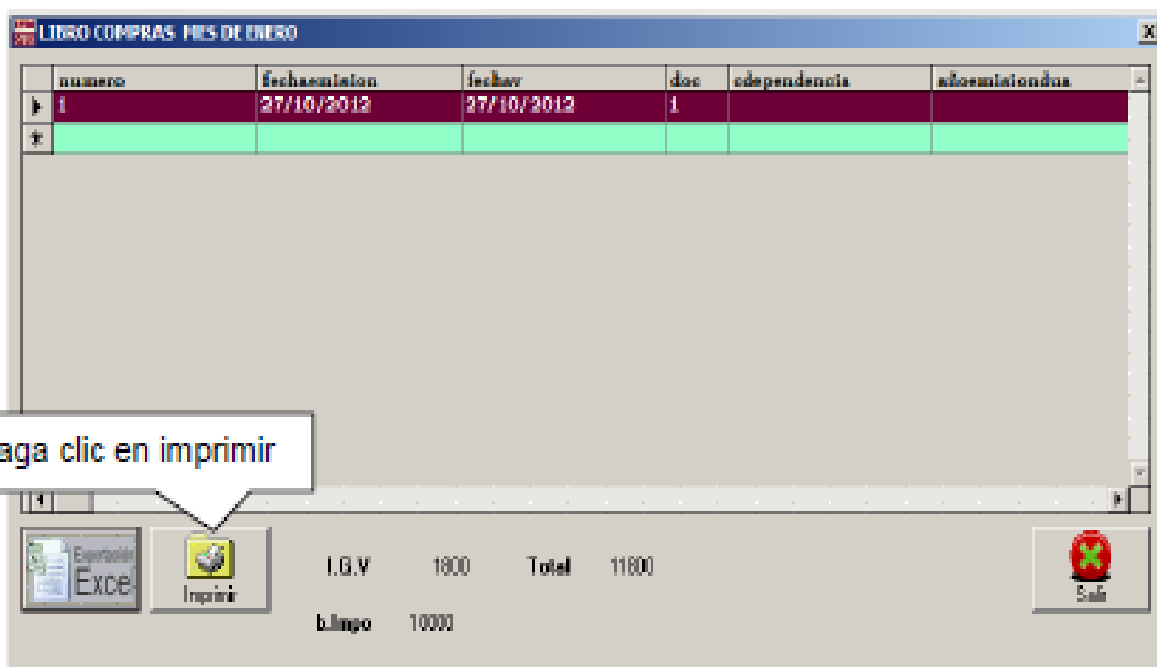 LIBRO COMPRAS MES DE ENERO
numero fechaemision fechav doc cdependencia añoemisiondua
1 27/10/2012 27/10/2012 1
aga clic en imprimir
Exportación
Excel
Imprimir
I.G.V 1800 Total 11800
b.Impo 10000
Salir